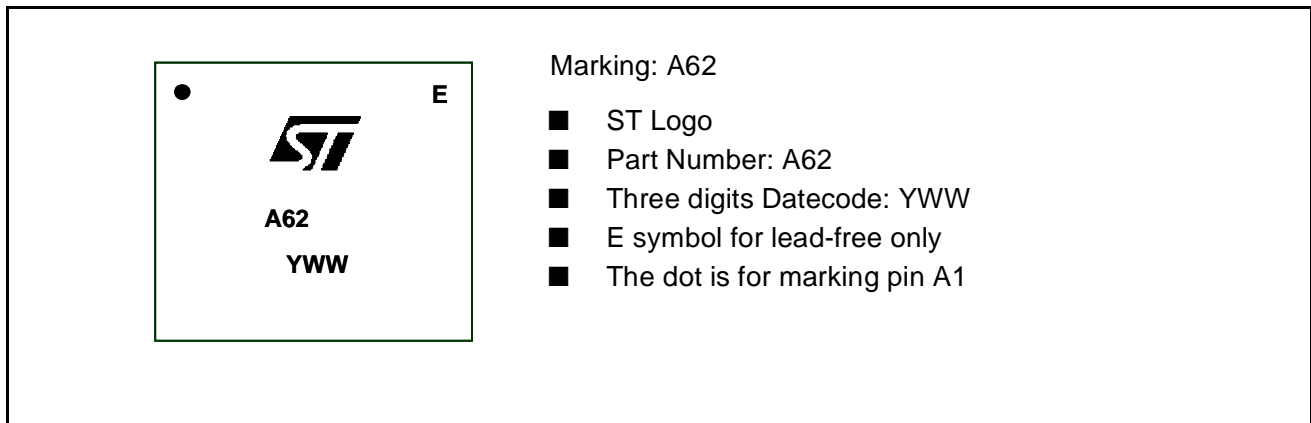 E
ST
A62
YWW
Marking: A62
■ ST Logo
■ Part Number: A62
■ Three digits Datecode: YWW
■ E symbol for lead-free only
■ The dot is for marking pin A1